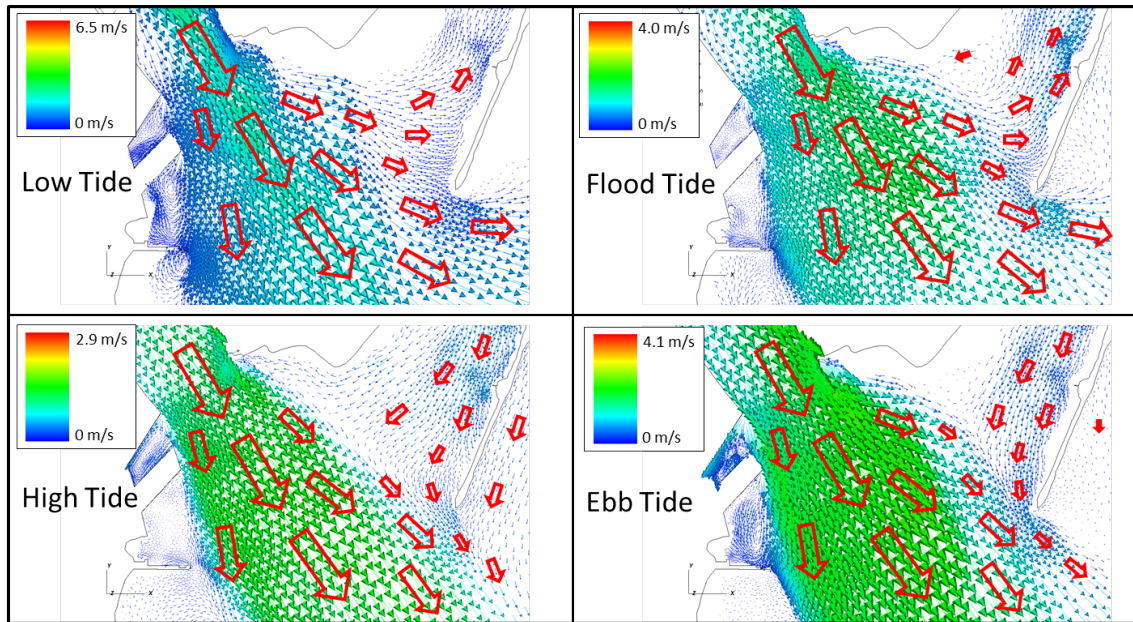 6.5 m/s
0 m/s
Low Tide
Y
Z
X
4.0 m/s
0 m/s
Flood Tide
Y
Z
X
2.9 m/s
0 m/s
High Tide
Y
Z
X
4.1 m/s
0 m/s
Ebb Tide
Y
Z
X